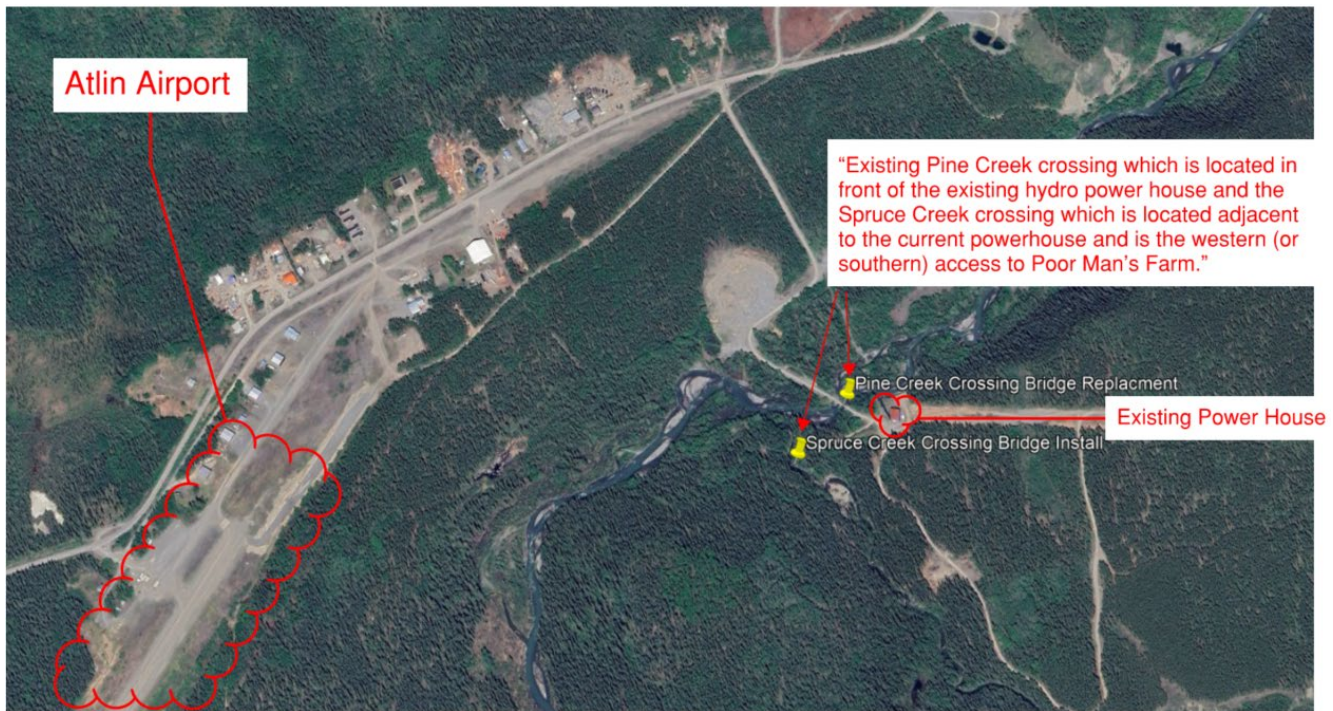 Atlin Airport
“Existing Pine Creek crossing which is located in
front of the existing hydro power house and the
Spruce Creek crossing which is located adjacent
to the current powerhouse and is the western (or
southern) access to Poor Man’s Farm.”
Pine Creek Crossing Bridge Replacment
Existing Power House
Spruce Creek Crossing Bridge Install